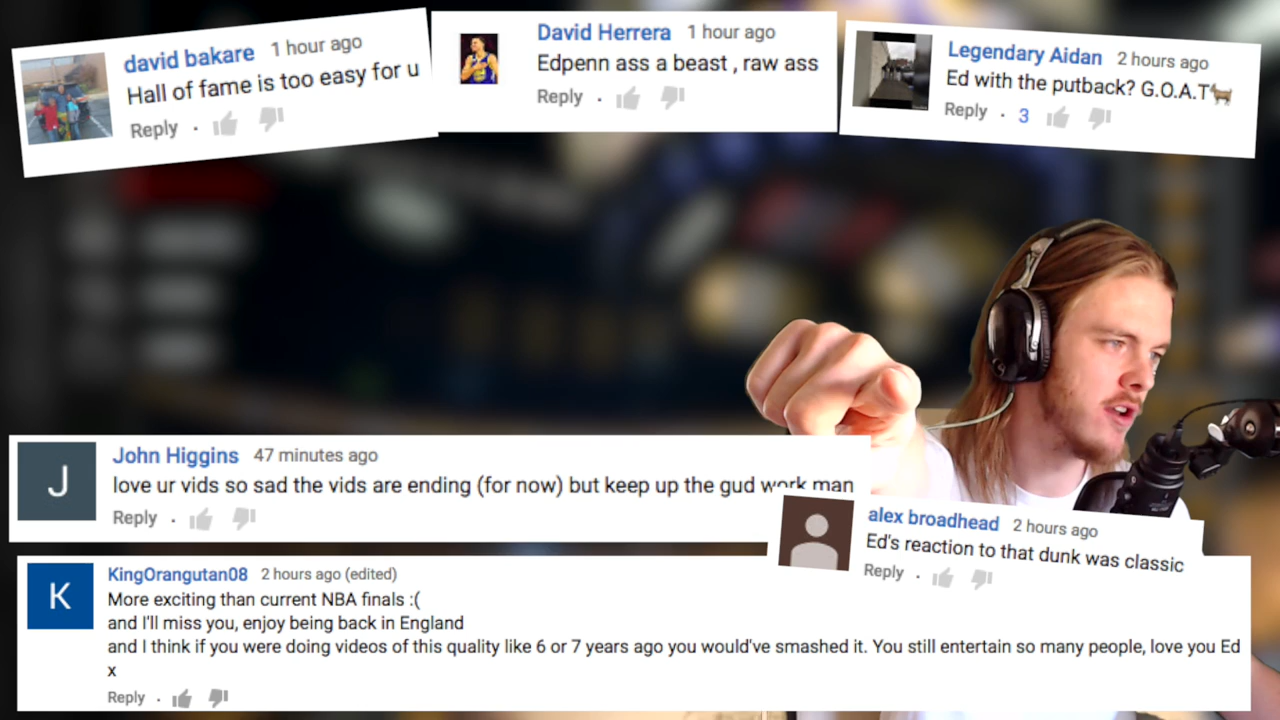 david bakare 1 hour ago
Hall of fame is too easy for u
Reply
David Herrera 1 hour ago
Edpenn ass a beast , raw ass
Reply
Legendary Aidan 2 hours ago
Ed with the putback? G.O.A.T🐐
Reply 3
John Higgins 47 minutes ago
love ur vids so sad the vids are ending (for now) but keep up the gud work man
Reply
J
alex broadhead 2 hours ago
Ed's reaction to that dunk was classic
Reply
K
KingOrangutan08 2 hours ago (edited)
More exciting than current NBA finals :(
and I'll miss you, enjoy being back in England
and I think if you were doing videos of this quality like 6 or 7 years ago you would've smashed it. You still entertain so many people, love you Ed
x
Reply